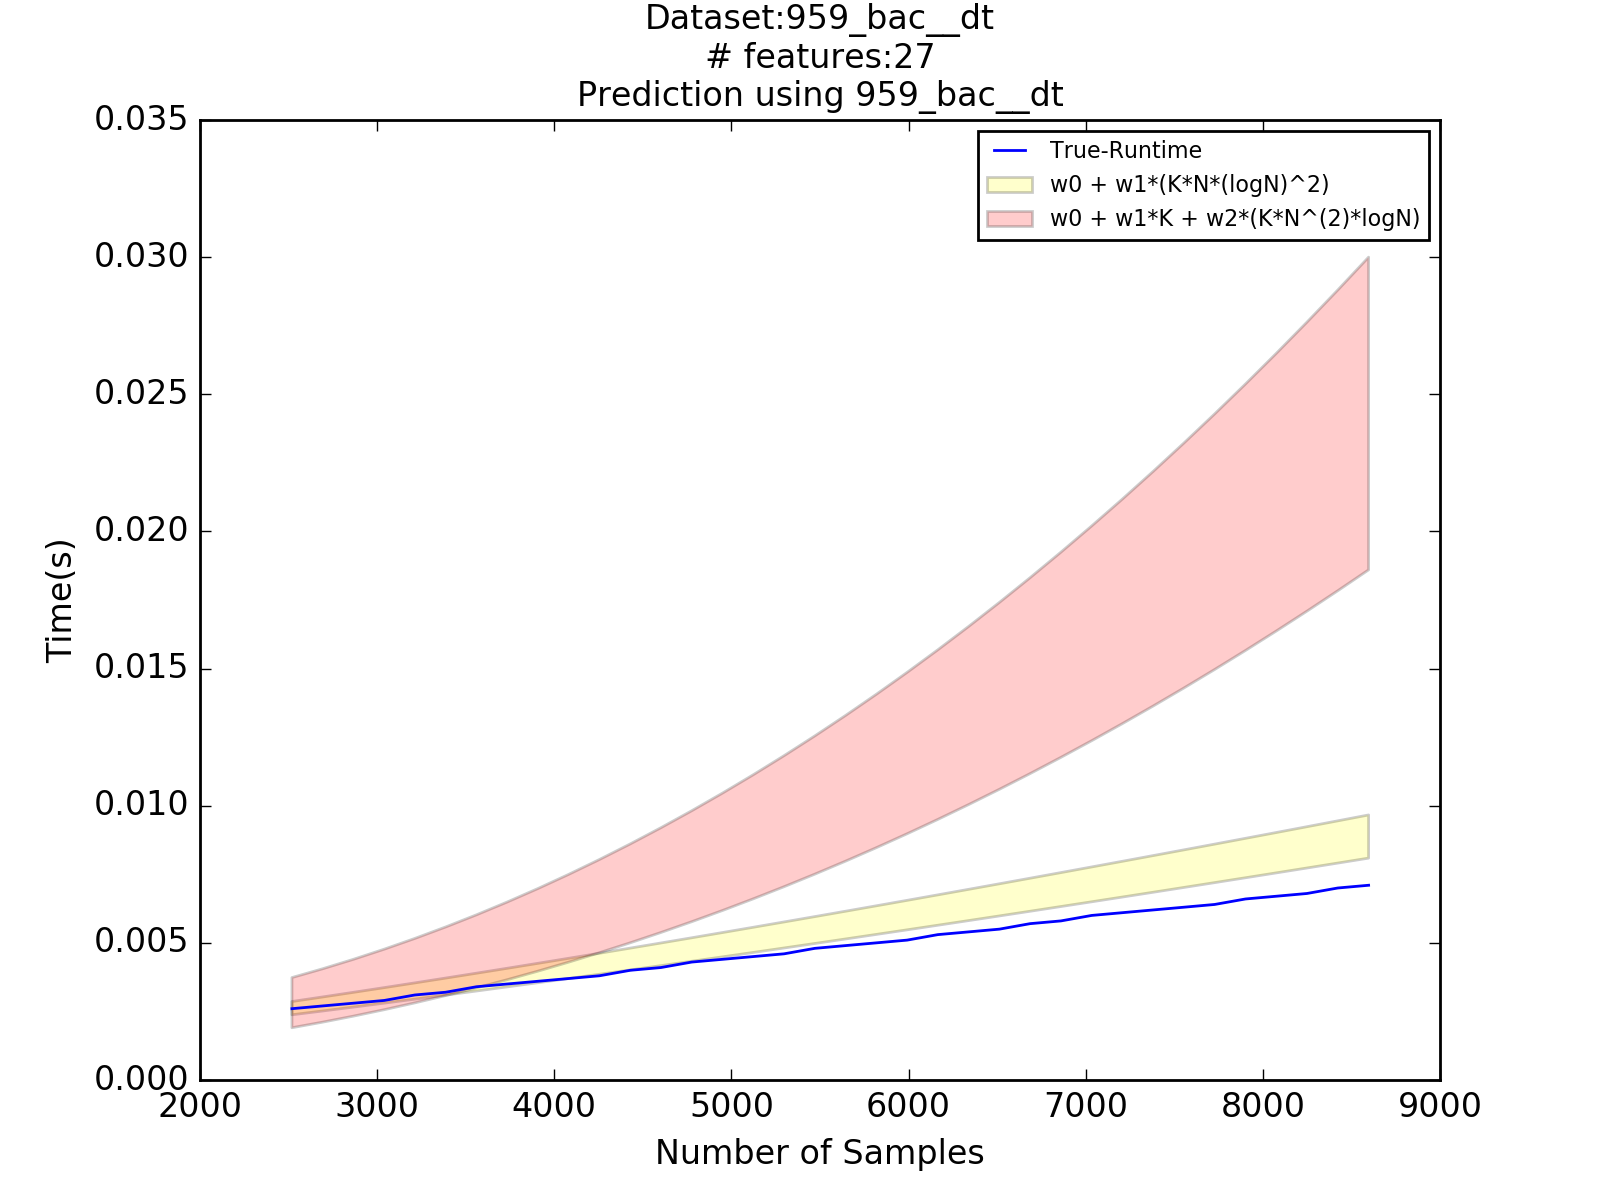 Dataset:959_bac__dt
# features:27
Prediction using 959_bac__dt
0.035
0.030
0.025
0.020
0.015
0.010
0.005
0.000
Time(s)
True-Runtime
w0 + w1*(K*N*(logN)^2)
w0 + w1*K + w2*(K*N^(2)*logN)
2000 3000 4000 5000 6000 7000 8000 9000
Number of Samples